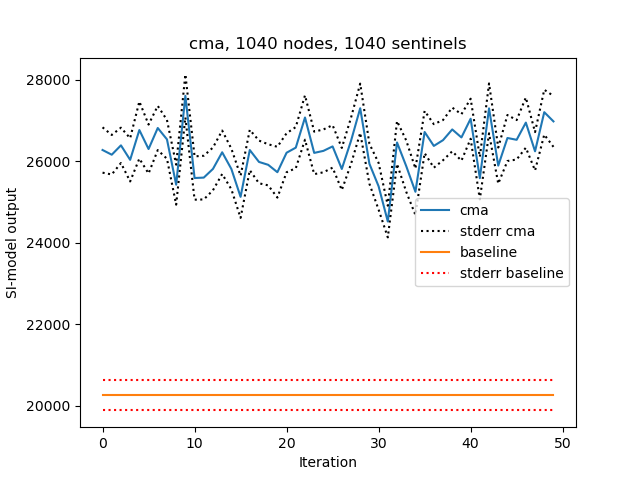 cma, 1040 nodes, 1040 sentinels
SI-model output
28000
26000
24000
22000
20000
cma
stderr cma
baseline
stderr baseline
0 10 20 30 40 50
Iteration